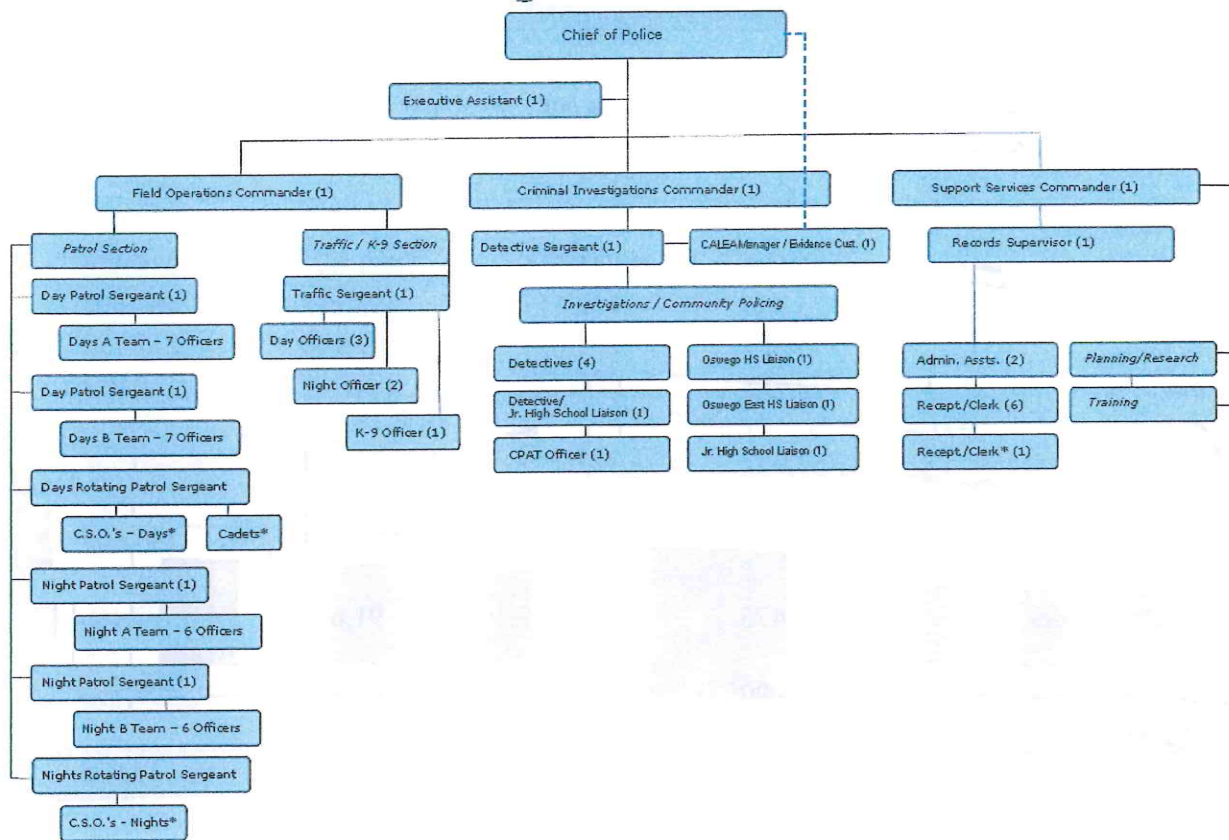 Chief of Police
Executive Assistant (1)
Field Operations Commander (1)
Criminal Investigations Commander (1)
Support Services Commander (1)
Patrol Section
Traffic / K-9 Section
Detective Sergeant (1)
CALEA Manager / Evidence Cust. (1)
Records Supervisor (1)
Day Patrol Sergeant (1)
Days A Team – 7 Officers
Day Patrol Sergeant (1)
Days B Team – 7 Officers
Days Rotating Patrol Sergeant
C.S.O.'s – Days*
Cadets*
Night Patrol Sergeant (1)
Night A Team – 6 Officers
Night Patrol Sergeant (1)
Night B Team – 6 Officers
Nights Rotating Patrol Sergeant
C.S.O.'s - Nights*
Traffic Sergeant (1)
Day Officers (3)
Night Officer (2)
K-9 Officer (1)
Investigations / Community Policing
Detectives (4)
Detective/
Jr. High School Liaison (1)
CPAT Officer (1)
Oswego HS Liaison (1)
Oswego East HS Liaison (1)
Jr. High School Liaison (1)
Admin. Assts. (2)
Recept./Clerk (6)
Recept./Clerk* (1)
Planning/Research
Training